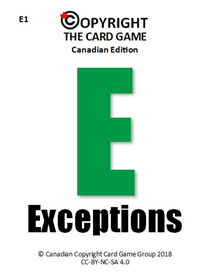 E1
©OPYRIGHT
THE CARD GAME
Canadian Edition
E
Exceptions
© Canadian Copyright Card Game Group 2018
CC-BY-NC-SA 4.0